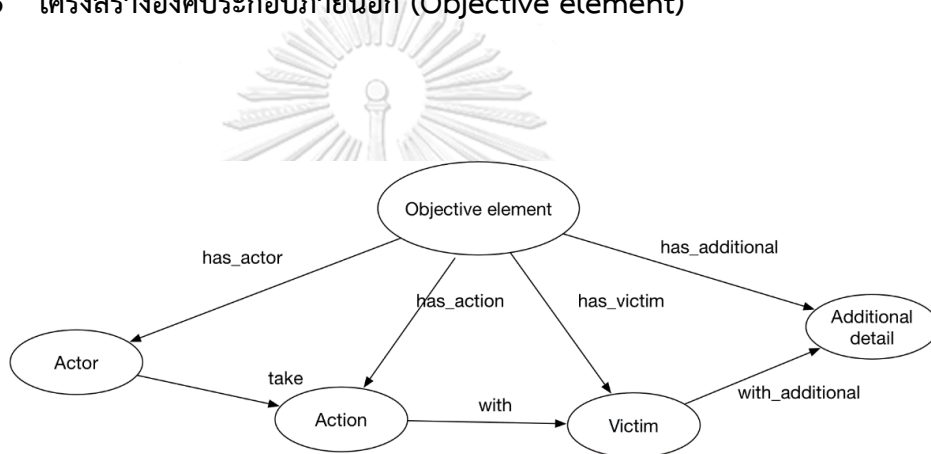 โครงสร้างองค์ประกอบภายนอก (Objective element)
Objective element
has_actor
has_additional
has_action
has_victim
Additional
detail
Actor
take
Action
with
Victim
with_additional